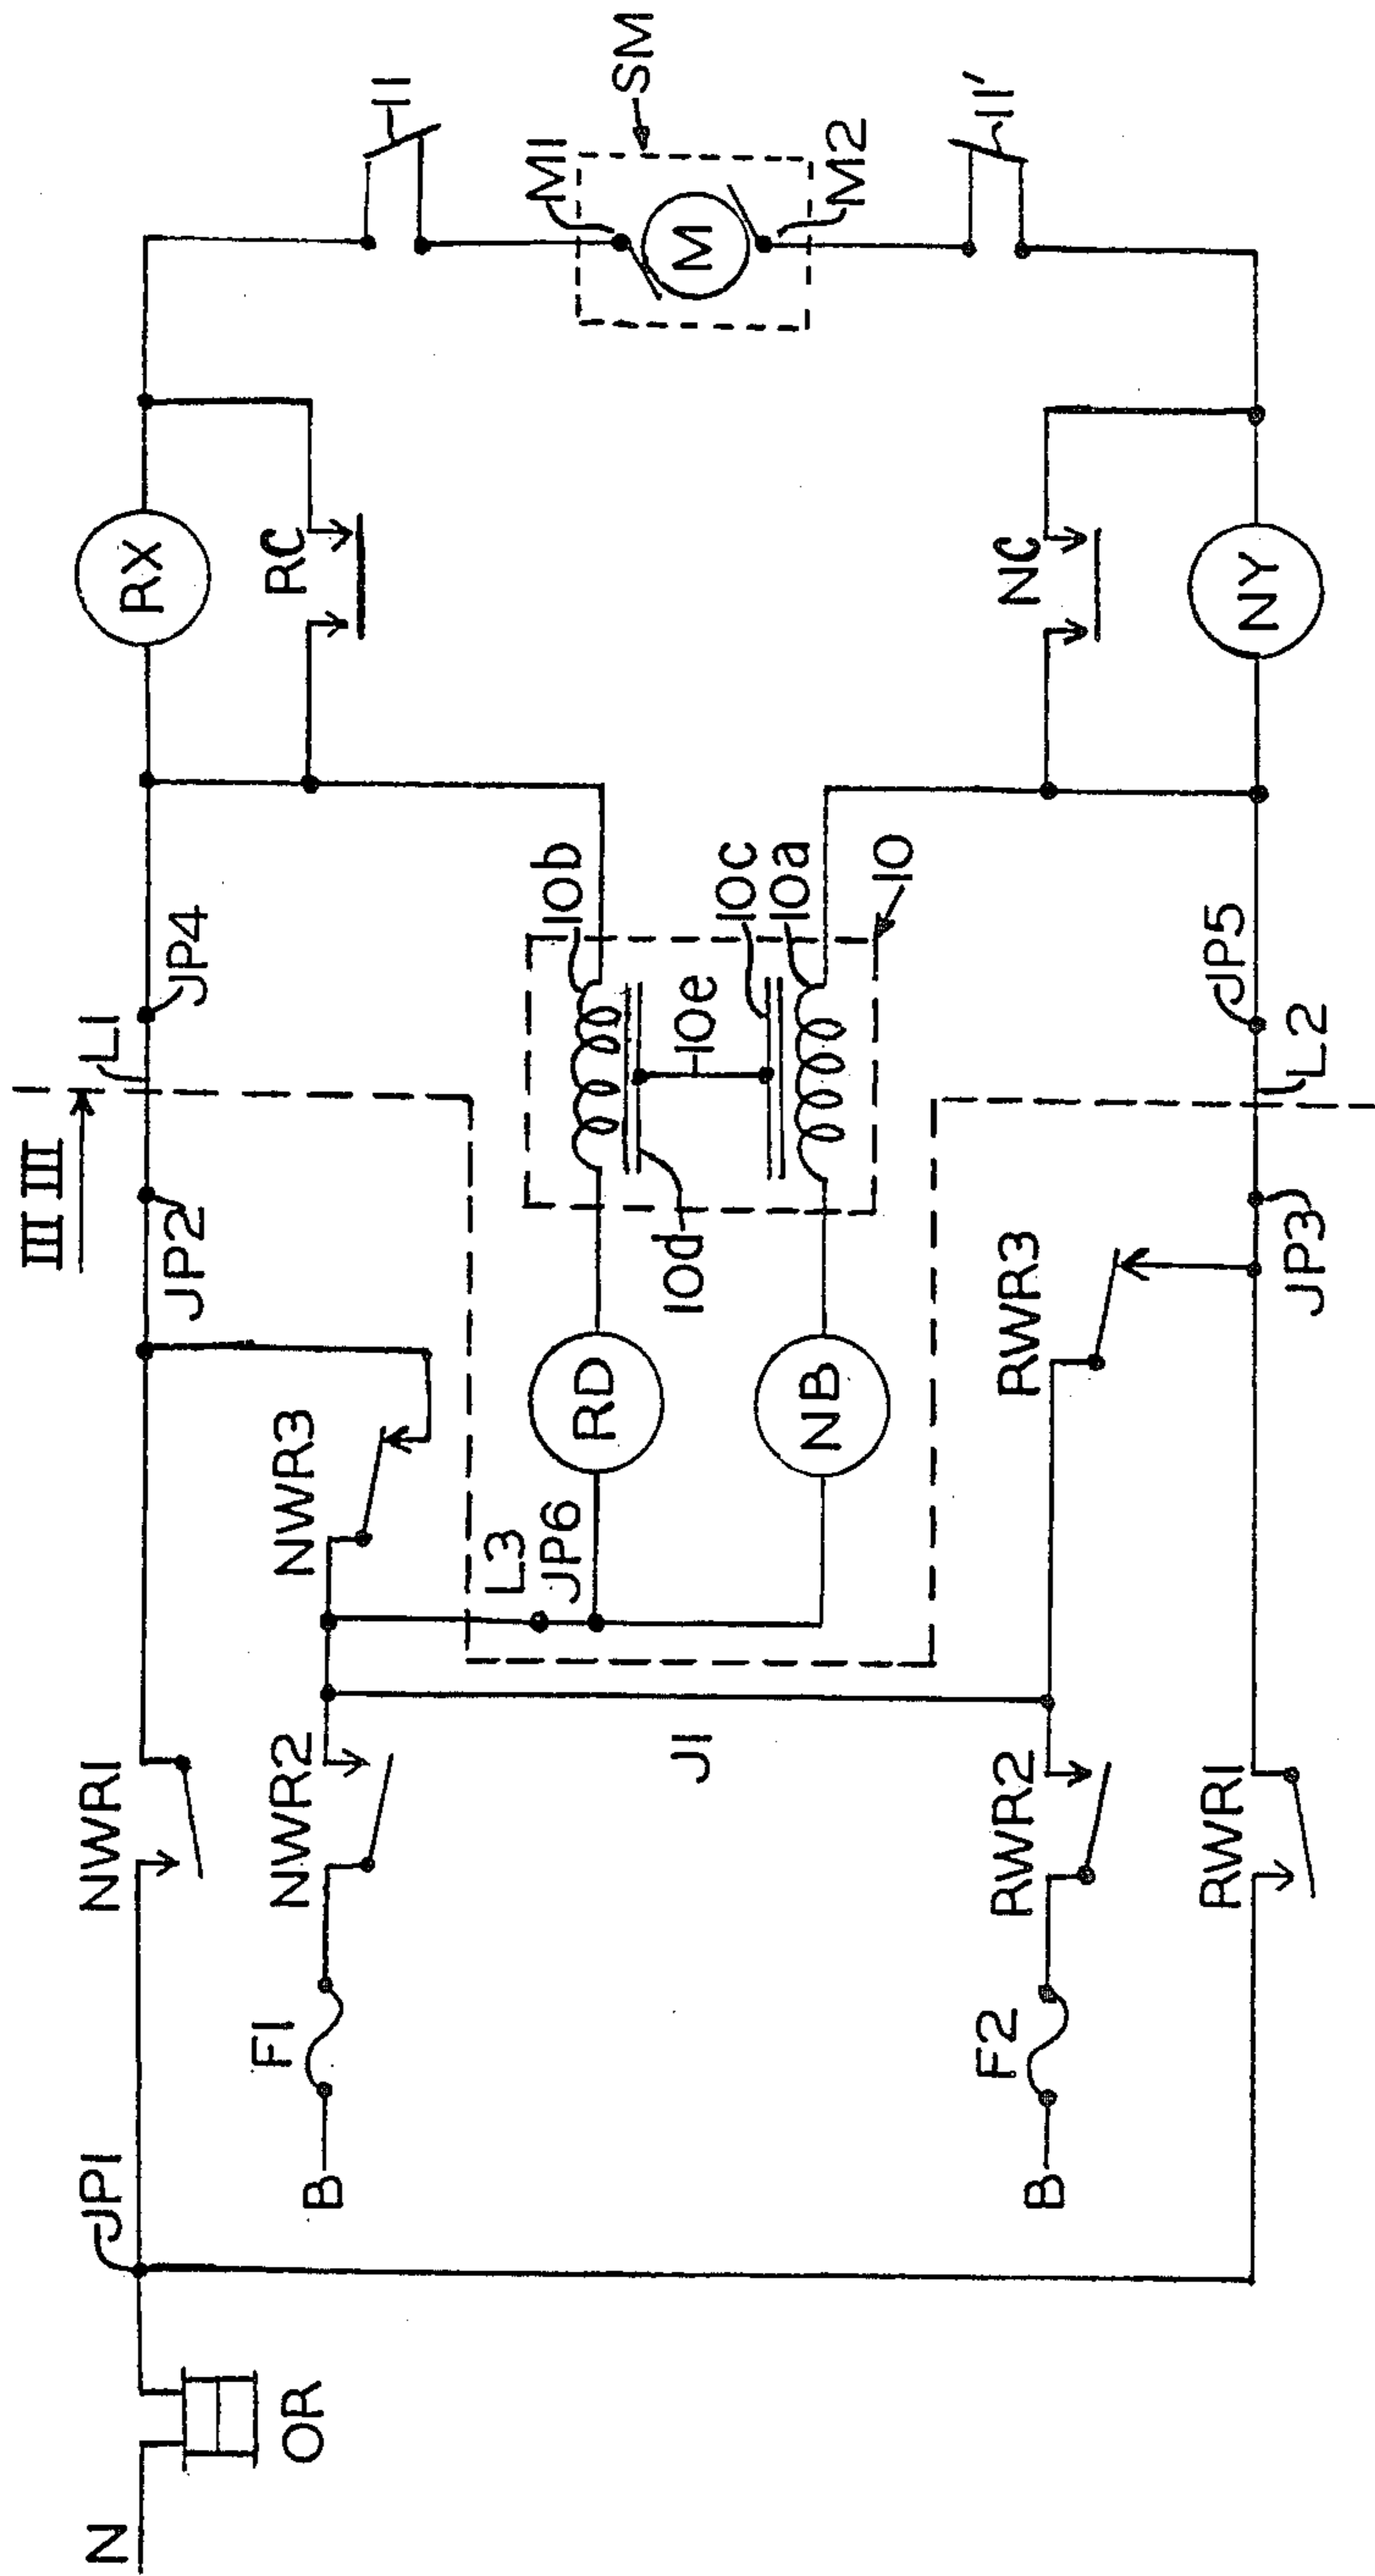 N
OR
JP1
NWR1
JP2
III III
L1
JP4
RX
RC
11
B
F1
NWR2
NWR3
L3
JP6
RD
10b
10d
10e
10c
10a
10
NB
J1
M1
SM
M
M2
B
F2
RWR2
RWR3
NC
11'
RWR1
JP3
L2
JP5
NY